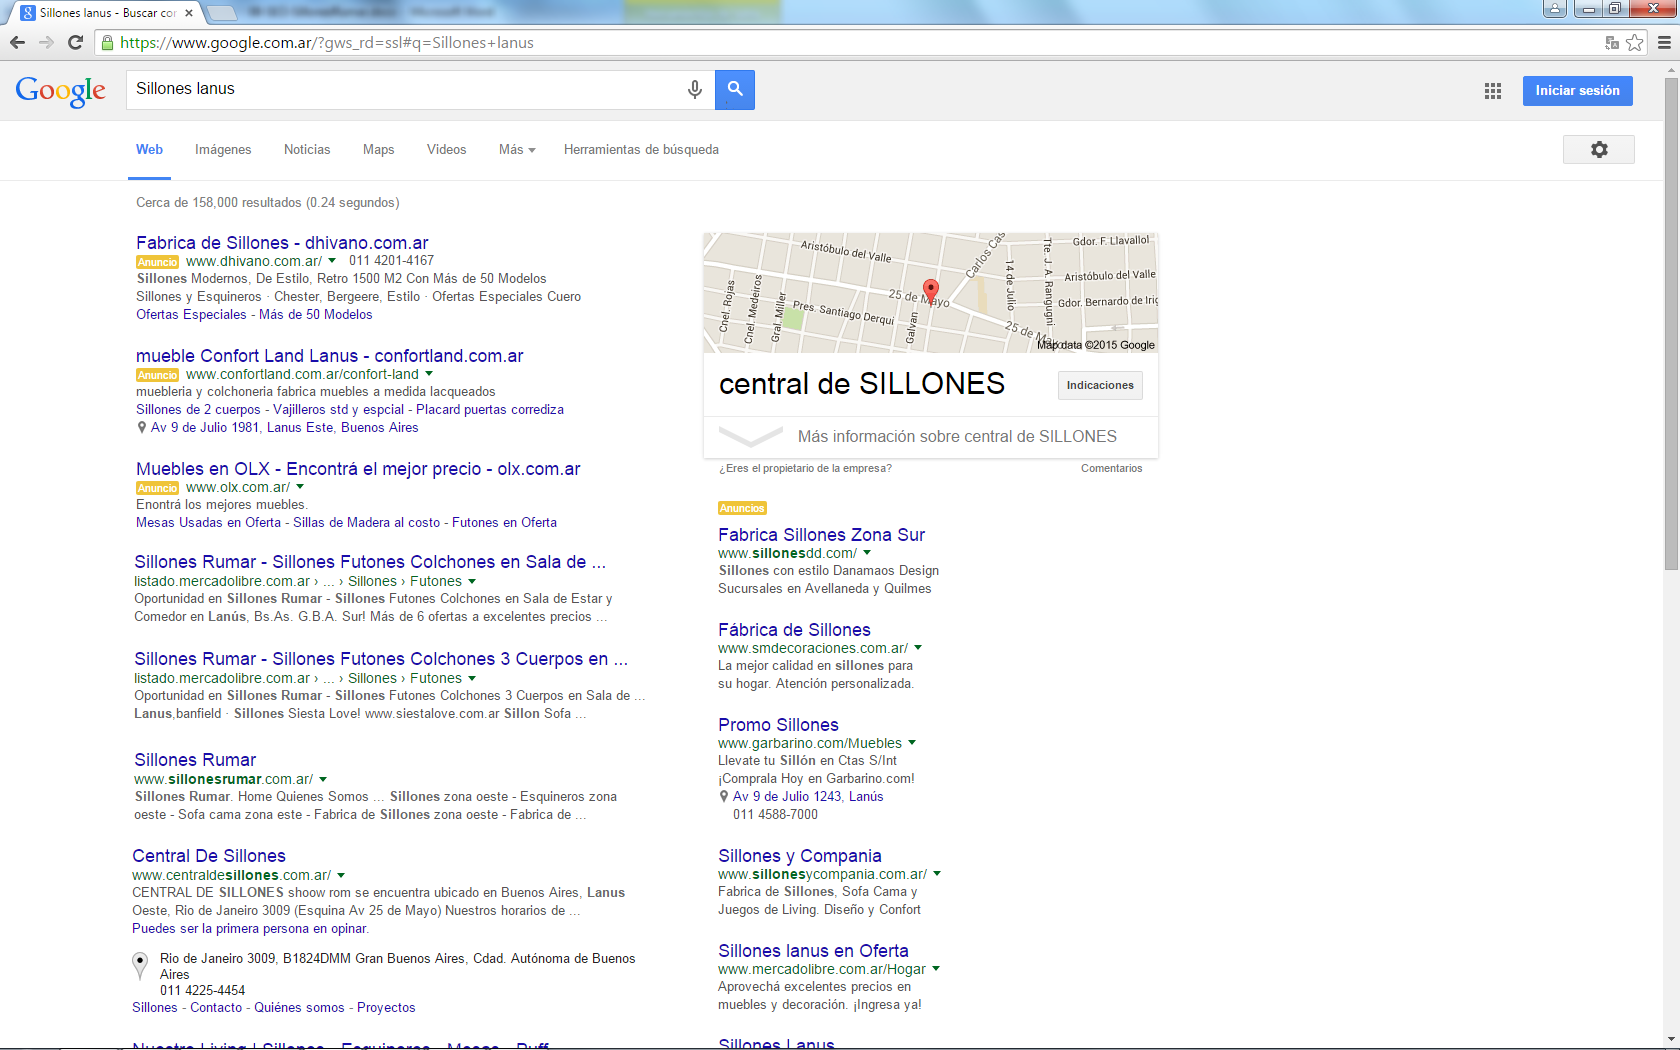 Sillones lanus - Buscar con
https://www.google.com.ar/?gws_rd=ssl#q=Sillones+lanus
Google
Sillones lanus
Iniciar sesión
Web
Imágenes
Noticias
Maps
Videos
Más
Herramientas de búsqueda
Cerca de 158,000 resultados (0.24 segundos)
Fabrica de Sillones - dhivano.com.ar
Anuncio www.dhivano.com.ar/ 011 4201-4167
Sillones Modernos, De Estilo, Retro 1500 M2 Con Más de 50 Modelos
Sillones y Esquineros · Chester, Bergeere, Estilo · Ofertas Especiales Cuero
Ofertas Especiales - Más de 50 Modelos
mueble Confort Land Lanus - confortland.com.ar
Anuncio www.confortland.com.ar/confort-land
muebleria y colchoneria fabrica muebles a medida lacqueados
Sillones de 2 cuerpos - Vajilleros std y espcial - Placard puertas corrediza
Av 9 de Julio 1981, Lanus Este, Buenos Aires
Muebles en OLX - Encontrá el mejor precio - olx.com.ar
Anuncio www.olx.com.ar/
Enontrá los mejores muebles.
Mesas Usadas en Oferta - Sillas de Madera al costo - Futones en Oferta
Sillones Rumar - Sillones Futones Colchones en Sala de ...
listado.mercadolibre.com.ar › ... › Sillones › Futones
Oportunidad en Sillones Rumar - Sillones Futones Colchones en Sala de Estar y
Comedor en Lanús, Bs.As. G.B.A. Sur! Más de 6 ofertas a excelentes precios ...
Sillones Rumar - Sillones Futones Colchones 3 Cuerpos en ...
listado.mercadolibre.com.ar › ... › Sillones › Futones
Oportunidad en Sillones Rumar - Sillones Futones Colchones 3 Cuerpos en Sala de ...
Lanus,banfield · Sillones Siesta Love! www.siestalove.com.ar Sillon Sofa ...
Sillones Rumar
www.sillonesrumar.com.ar/
Sillones Rumar. Home Quienes Somos ... Sillones zona oeste - Esquineros zona
oeste - Sofa cama zona este - Fabrica de Sillones zona oeste - Fabrica de ...
Central De Sillones
www.centraldesillones.com.ar/
CENTRAL DE SILLONES shoow rom se encuentra ubicado en Buenos Aires, Lanus
Oeste, Rio de Janeiro 3009 (Esquina Av 25 de Mayo) Nuestros horarios de ...
Puedes ser la primera persona en opinar.
Rio de Janeiro 3009, B1824DMM Gran Buenos Aires, Cdad. Autónoma de Buenos
Aires
011 4225-4454
Sillones - Contacto - Quiénes somos - Proyectos
Nuestro Living | Sillones - Esquineros - Mesas - Puff
Aristóbulo del Valle
Carlos Cas
Tte. J. A. Rangugni
Gdor. F. Llavallol
Cnel. Rojas
Cnel. Medeiros
Gral. Miller
14 de Julio
Aristóbulo del Valle
25 de Mayo
Gdor. Bernardo de Irig
Pres. Santiago Derqui
Galvan
25 de Mayo
Map data ©2015 Google
central de SILLONES
Indicaciones
Más información sobre central de SILLONES
¿Eres el propietario de la empresa?
Comentarios
Anuncios
Fabrica Sillones Zona Sur
www.sillonesdd.com/
Sillones con estilo Danamaos Design
Sucursales en Avellaneda y Quilmes
Fábrica de Sillones
www.smdecoraciones.com.ar/
La mejor calidad en sillones para
su hogar. Atención personalizada.
Promo Sillones
www.garbarino.com/Muebles
Llevate tu Sillón en Ctas S/Int
¡Comprala Hoy en Garbarino.com!
Av 9 de Julio 1243, Lanús
011 4588-7000
Sillones y Compania
www.sillonesycompania.com.ar/
Fabrica de Sillones, Sofa Cama y
Juegos de Living. Diseño y Confort
Sillones lanus en Oferta
www.mercadolibre.com.ar/Hogar
Aprovechá excelentes precios en
muebles y decoración. ¡Ingresa ya!
Sillones Lanus